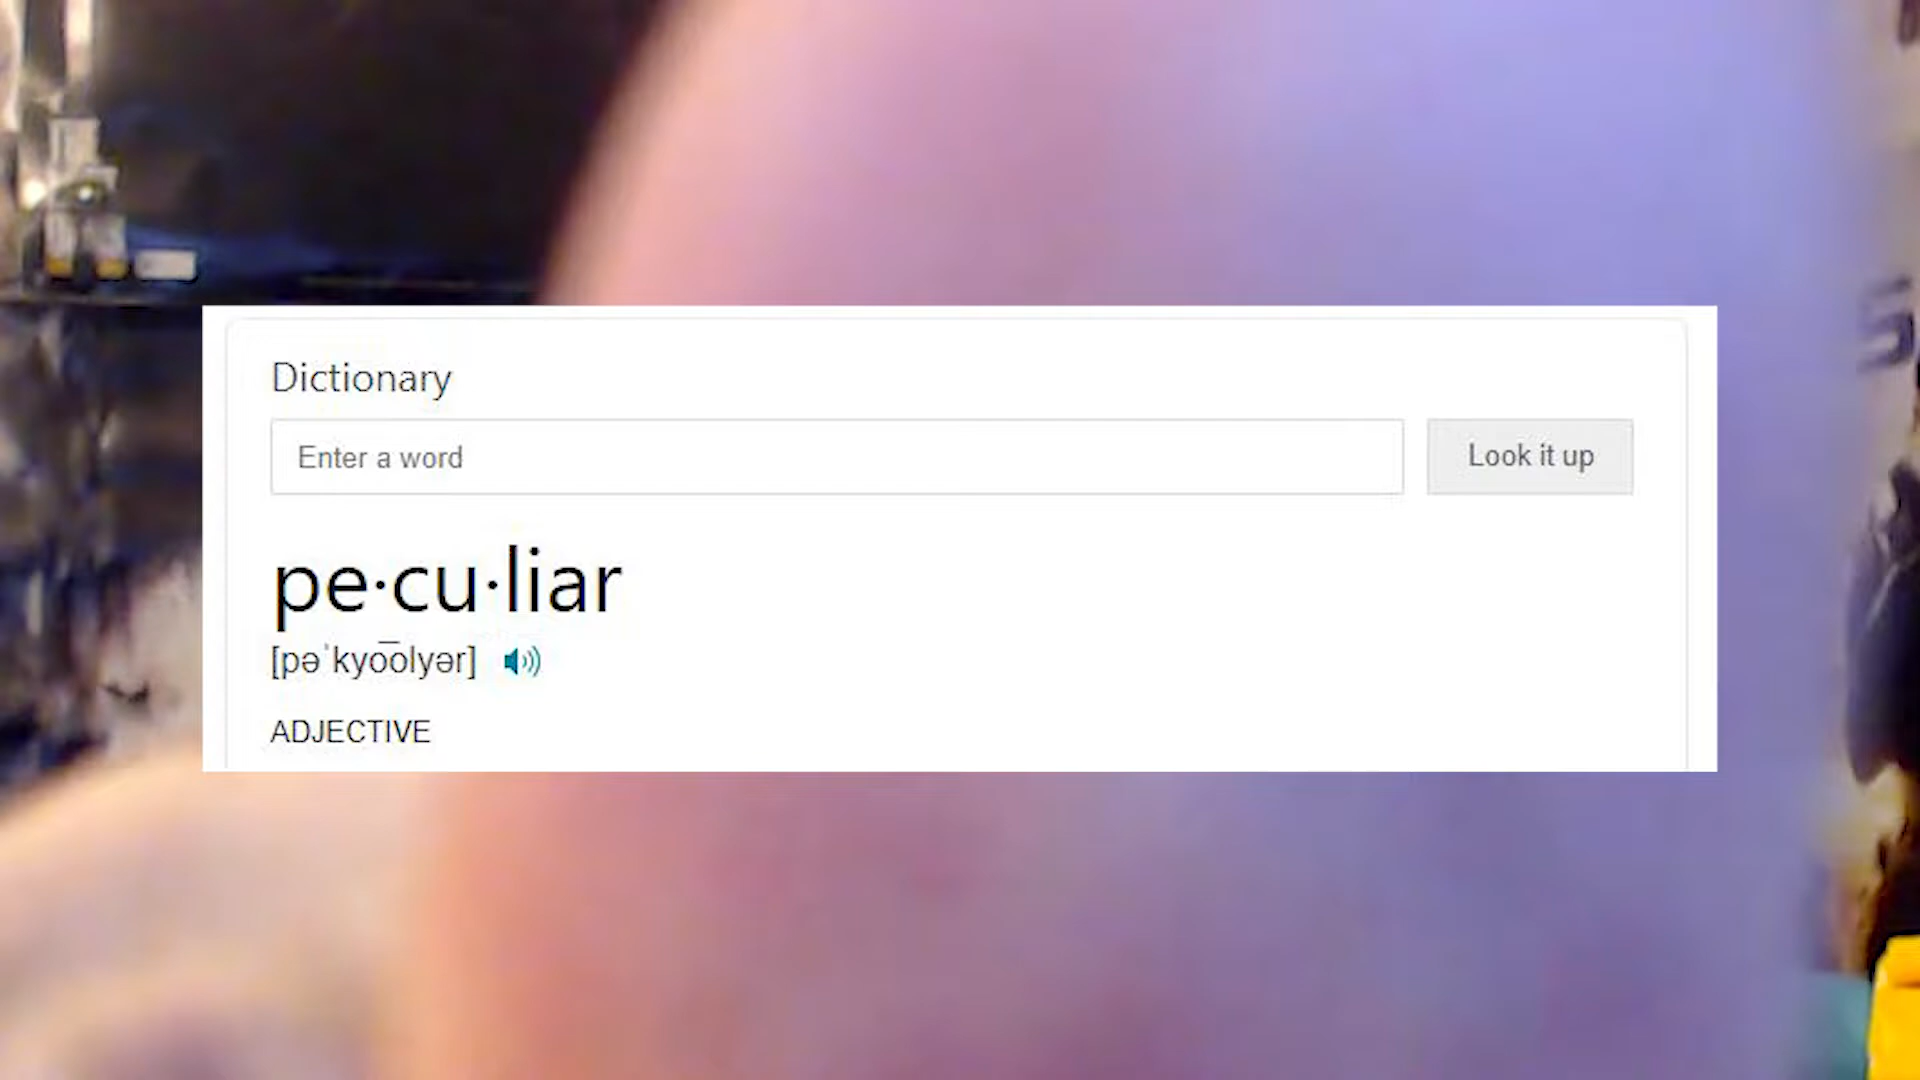 Dictionary
Enter a word
Look it up
pe·cu·liar
[pəˈkyo͞olyər]
ADJECTIVE